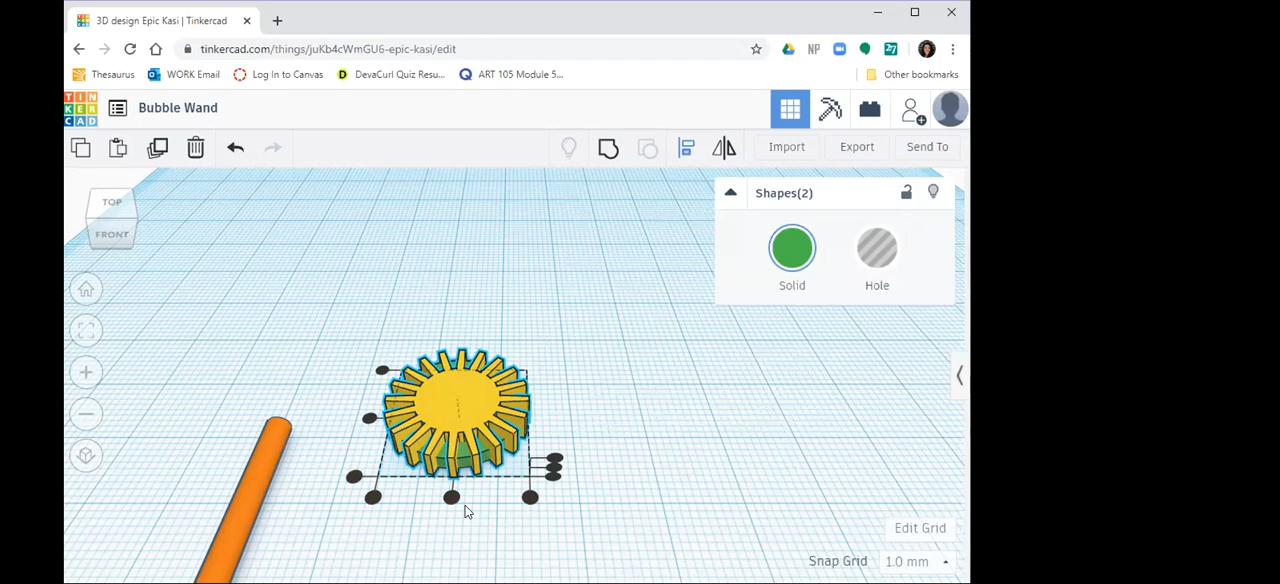 3D design Epic Kasi | Tinkercad
tinkercad.com/things/juKb4cWmGU6-epic-kasi/edit
NP
27
Thesaurus
WORK Email
Log In to Canvas
D
DevaCurl Quiz Resu...
Q
ART 105 Module 5...
Other bookmarks
TIN
KER
CAD
Bubble Wand
Import
Export
Send To
TOP
FRONT
Shapes(2)
Solid
Hole
Edit Grid
Snap Grid
1.0 mm